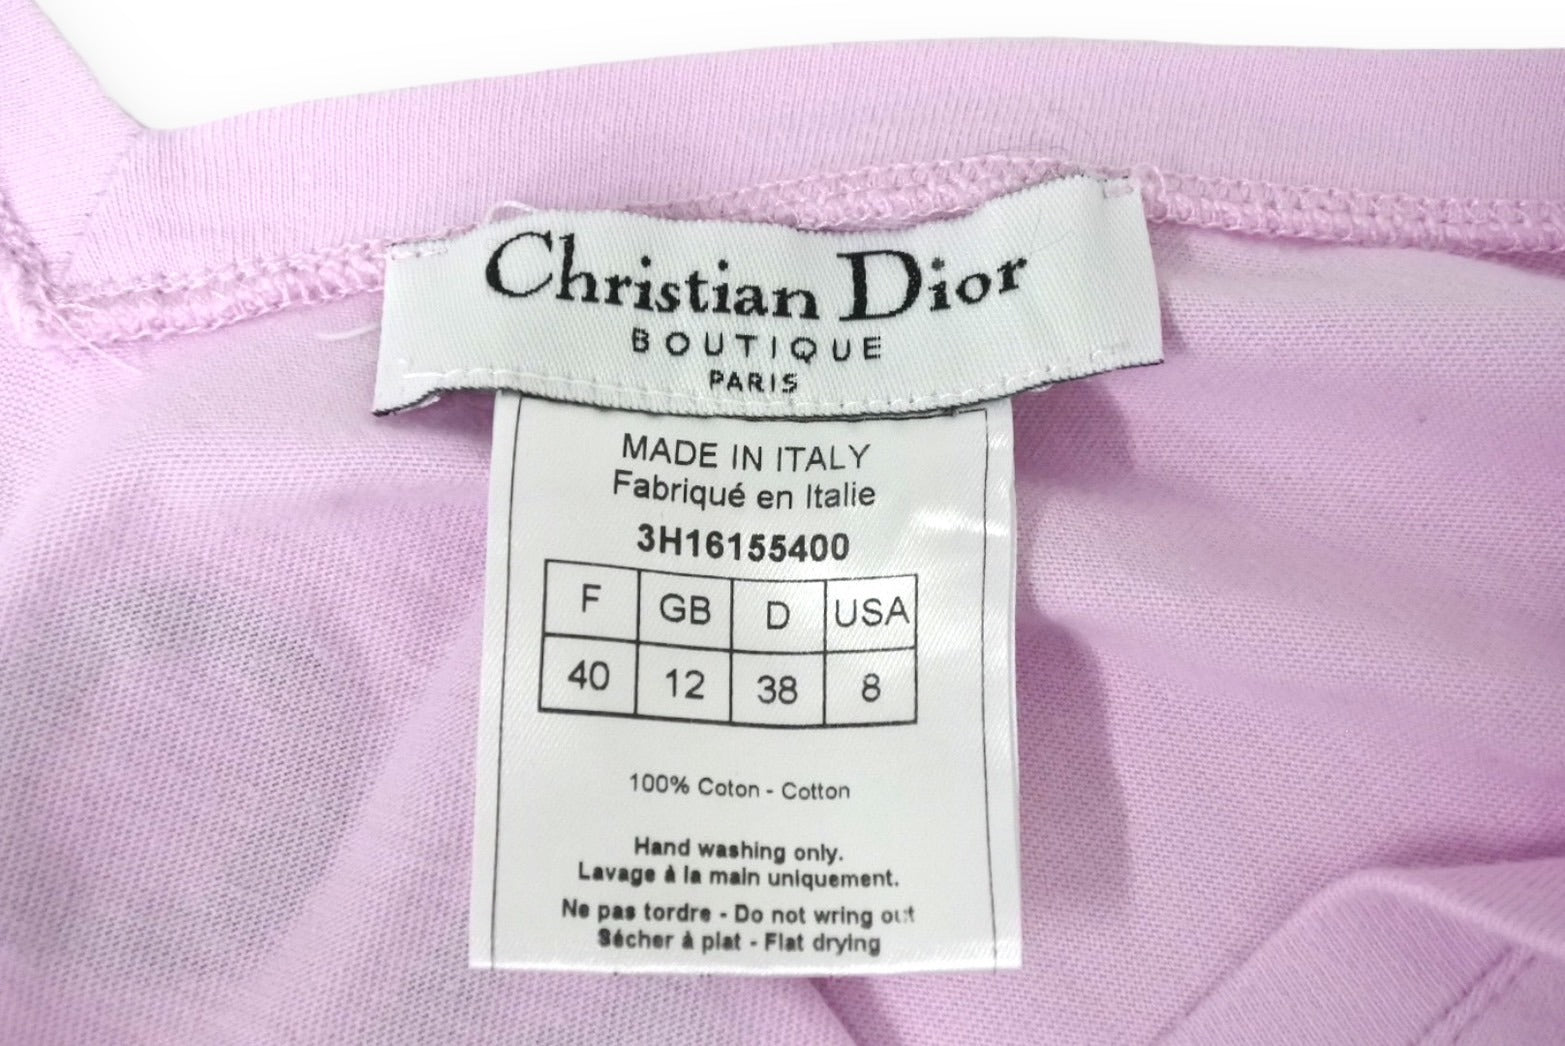 Christian Dior
BOUTIQUE
PARIS
MADE IN ITALY
Fabriqué en Italie
3H16155400
F GB D USA
40 12 38 8
100% Coton - Cotton
Hand washing only.
Lavage à la main uniquement.
Ne pas tordre - Do not wring out
Sécher à plat - Flat drying